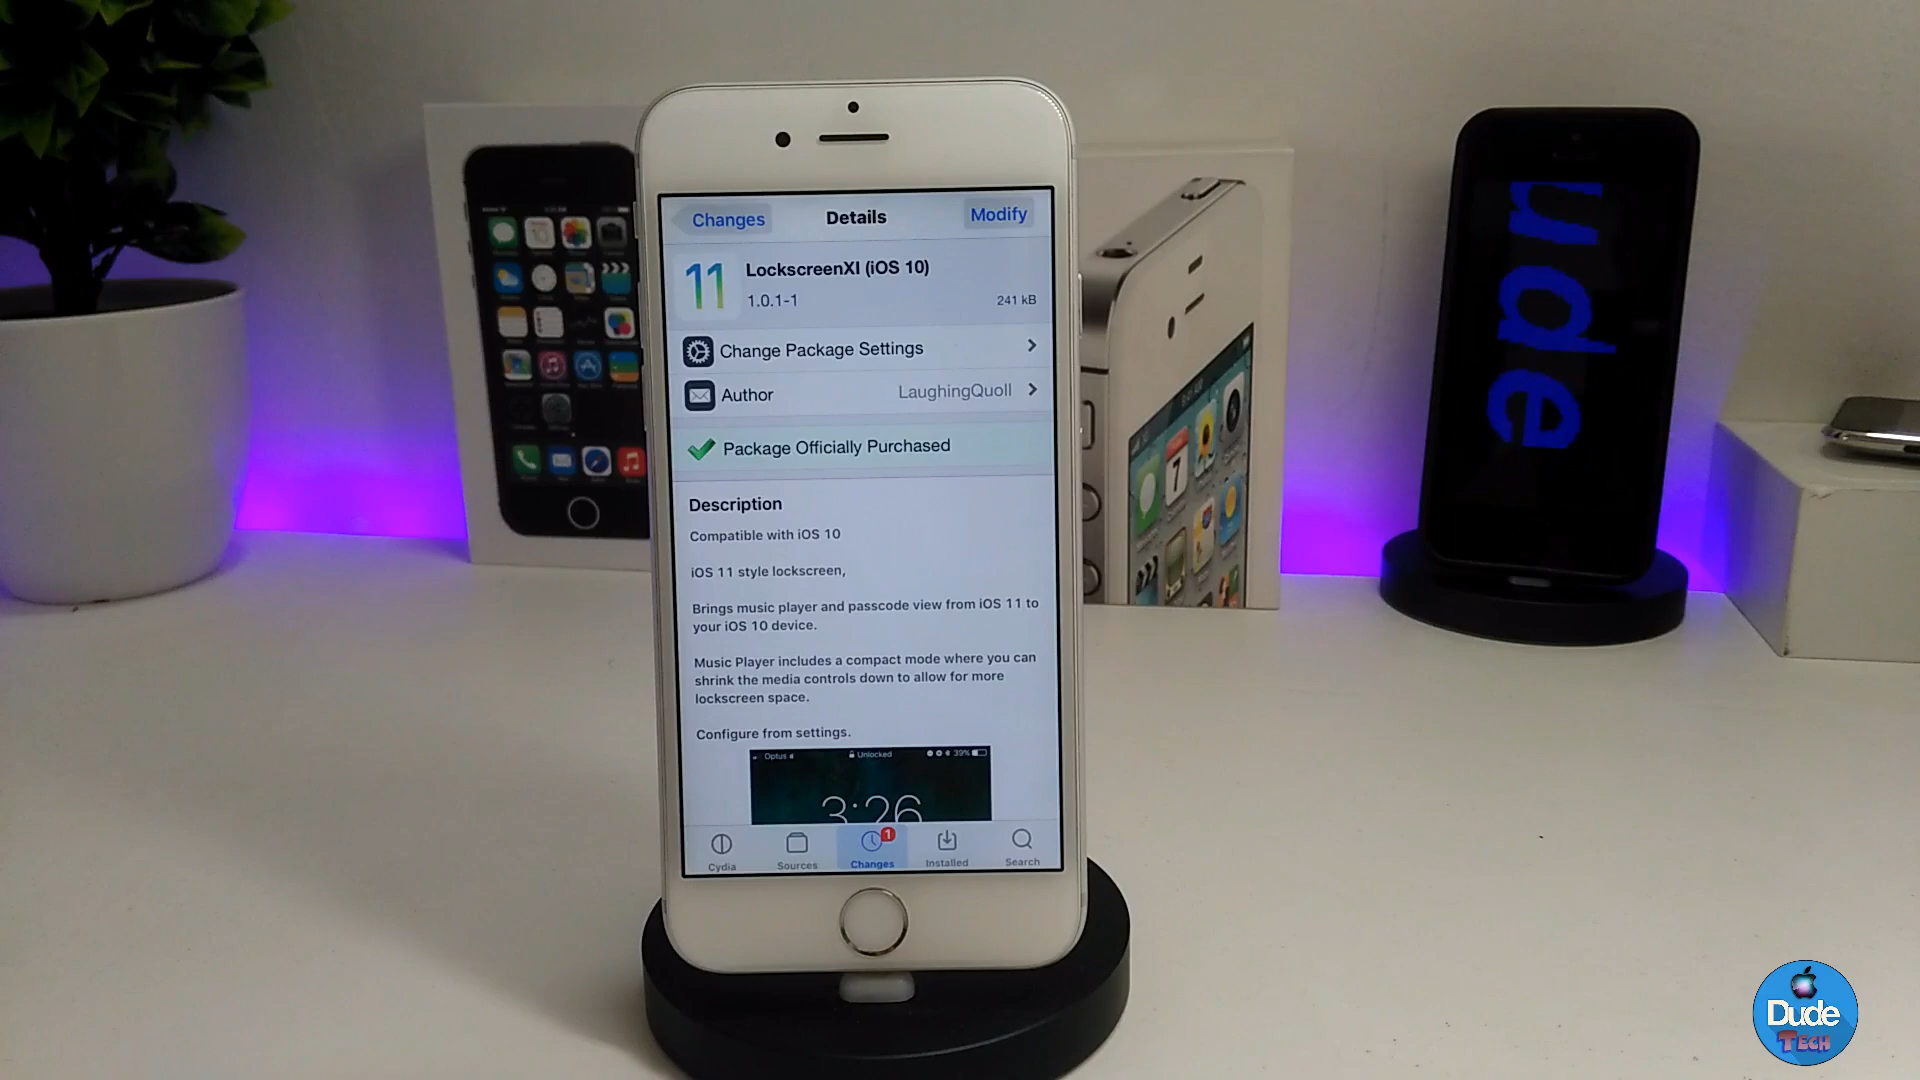 Changes
Details
Modify
11
LockscreenXI (iOS 10)
1.0.1-1
241 kB
Change Package Settings
Author
LaughingQuoll
Package Officially Purchased
Description
Compatible with iOS 10
iOS 11 style lockscreen,
Brings music player and passcode view from iOS 11 to
your iOS 10 device.
Music Player includes a compact mode where you can
shrink the media controls down to allow for more
lockscreen space.
Configure from settings.
Optus
Unlocked
39%
3:26
Cydia
Sources
Changes
1
Installed
Search
7
ude
Dude
TECH